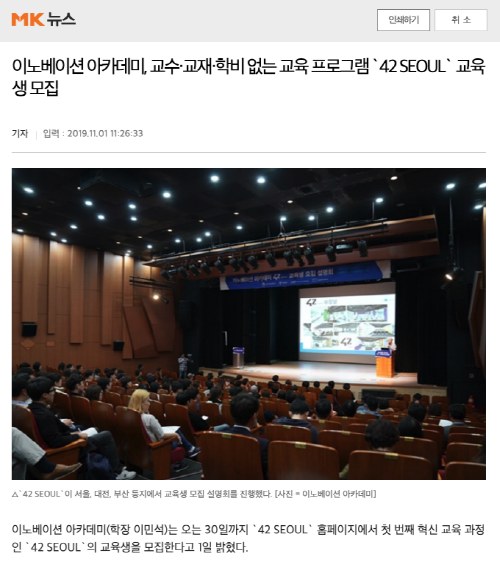 MK 뉴스
인쇄하기
취 소
이노베이션 아카데미, 교수·교재·학비 없는 교육 프로그램 `42 SEOUL` 교육
생 모집
기자 | 입력 : 2019.11.01 11:26:33
42
△`42 SEOUL`이 서울, 대전, 부산 등지에서 교육생 모집 설명회를 진행했다. [사진 = 이노베이션 아카데미]
이노베이션 아카데미(학장 이민석)는 오는 30일까지 `42 SEOUL` 홈페이지에서 첫 번째 혁신 교육 과정
인 `42 SEOUL`의 교육생을 모집한다고 1일 밝혔다.